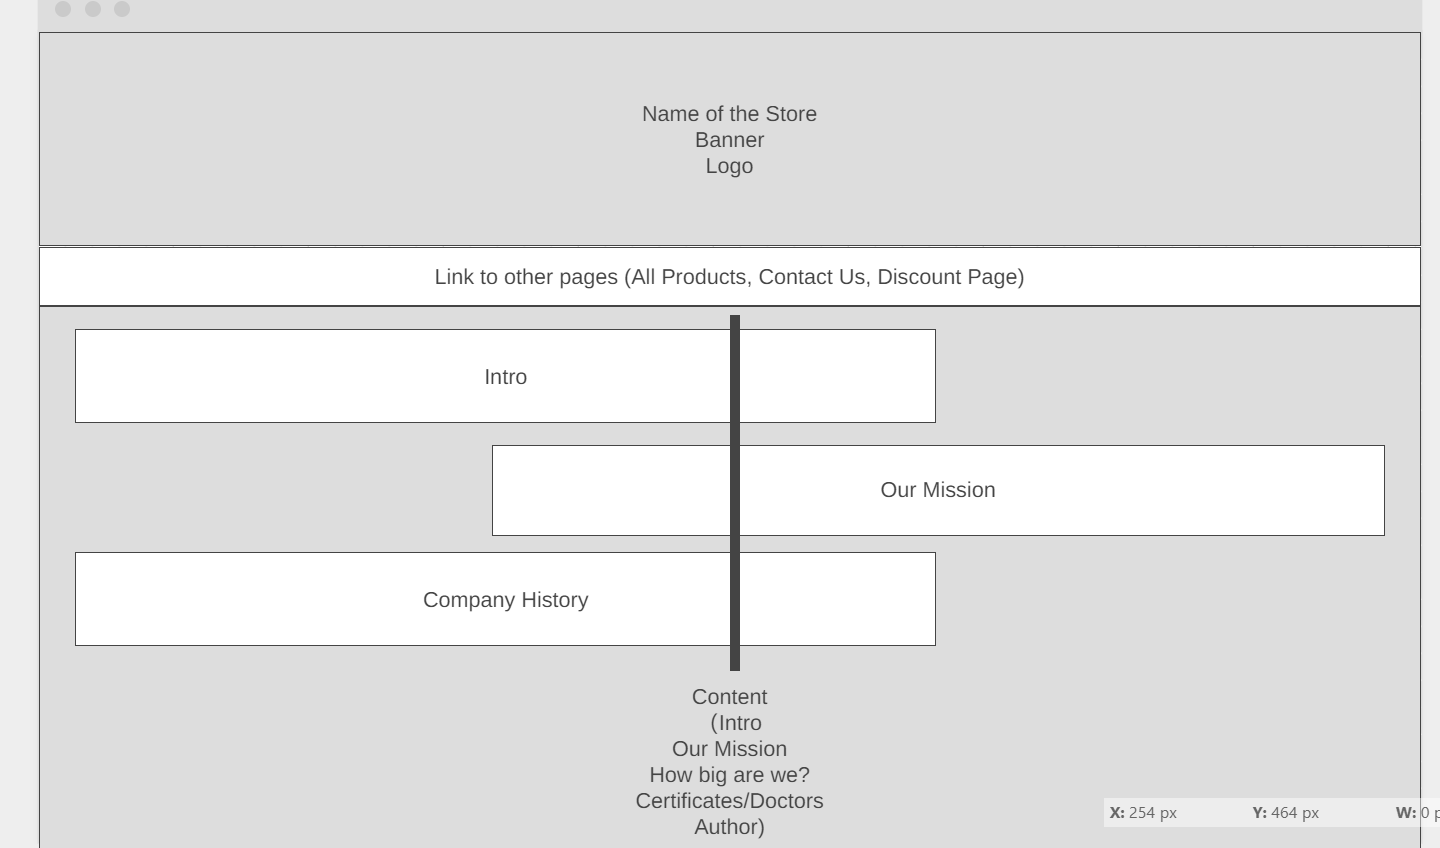 Name of the Store
Banner
Logo
Link to other pages (All Products, Contact Us, Discount Page)
Intro
Our Mission
Company History
Content
(Intro
Our Mission
How big are we?
Certificates/Doctors
Author)
X: 254 px Y: 464 px W: 0 p